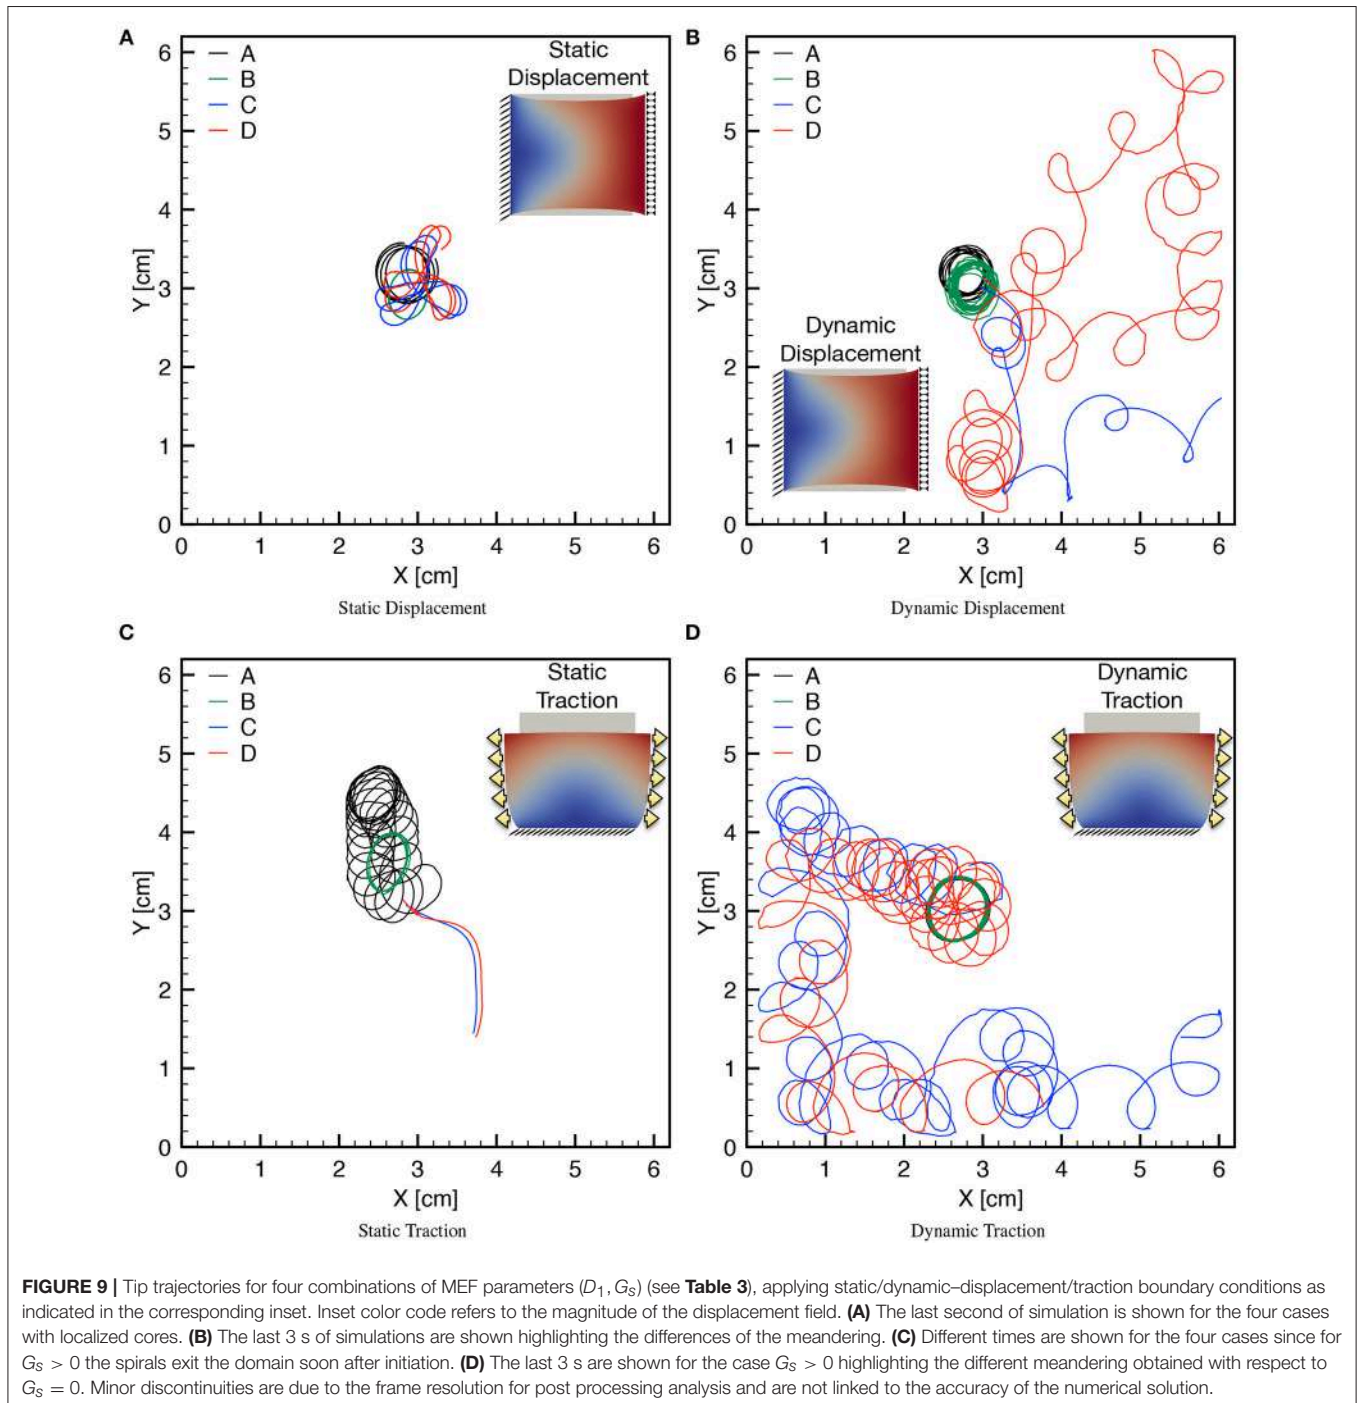 A
6
5
4
3
2
1
0
Y [cm]
A
B
C
D
Static
Displacement
0 1 2 3 4 5 6
X [cm]
Static Displacement
B
6
5
4
3
2
1
0
Y [cm]
A
B
C
D
Dynamic
Displacement
0 1 2 3 4 5 6
X [cm]
Dynamic Displacement
C
6
5
4
3
2
1
0
Y [cm]
A
B
C
D
Static
Traction
0 1 2 3 4 5 6
X [cm]
Static Traction
D
6
5
4
3
2
1
0
Y [cm]
A
B
C
D
Dynamic
Traction
0 1 2 3 4 5 6
X [cm]
Dynamic Traction
FIGURE 9 | Tip trajectories for four combinations of MEF parameters (D₁, Gₛ) (see Table 3), applying static/dynamic–displacement/traction boundary conditions as
indicated in the corresponding inset. Inset color code refers to the magnitude of the displacement field. (A) The last second of simulation is shown for the four cases
with localized cores. (B) The last 3 s of simulations are shown highlighting the differences of the meandering. (C) Different times are shown for the four cases since for
Gₛ > 0 the spirals exit the domain soon after initiation. (D) The last 3 s are shown for the case Gₛ > 0 highlighting the different meandering obtained with respect to
Gₛ = 0. Minor discontinuities are due to the frame resolution for post processing analysis and are not linked to the accuracy of the numerical solution.